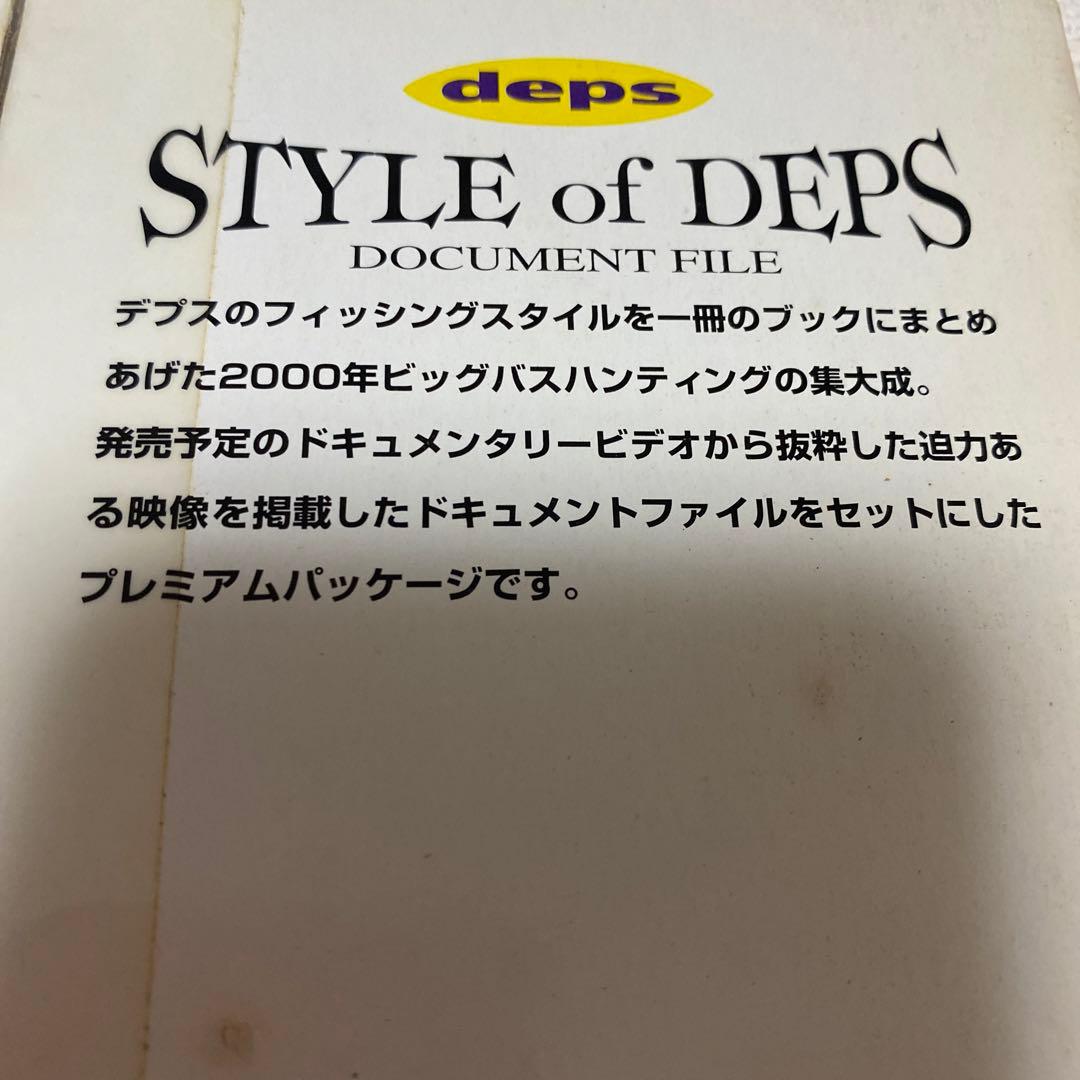 deps
STYLE of DEPS
DOCUMENT FILE
デプスのフィッシングスタイルを一冊のブックにまとめ
あげた2000年ビッグバスハンティングの集大成。
発売予定のドキュメンタリービデオから抜粋した迫力あ
る映像を掲載したドキュメントファイルをセットにした
プレミアムパッケージです。